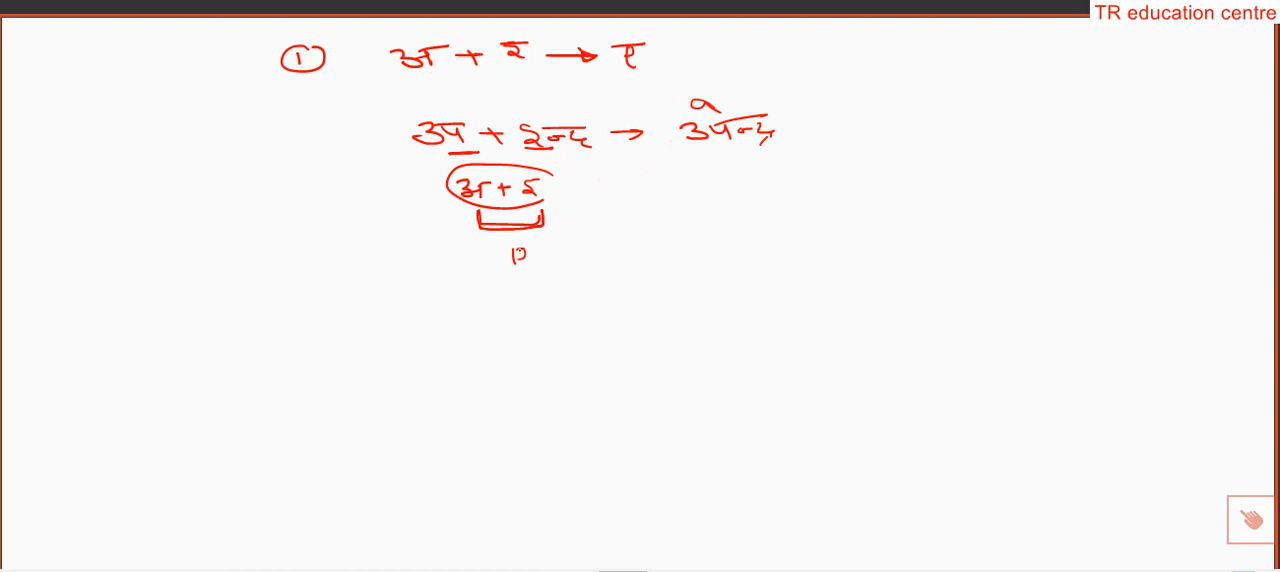 TR education centre
① अ + इ → ए
उप + इन्द्र → उपेन्द्र
अ + इ
ए